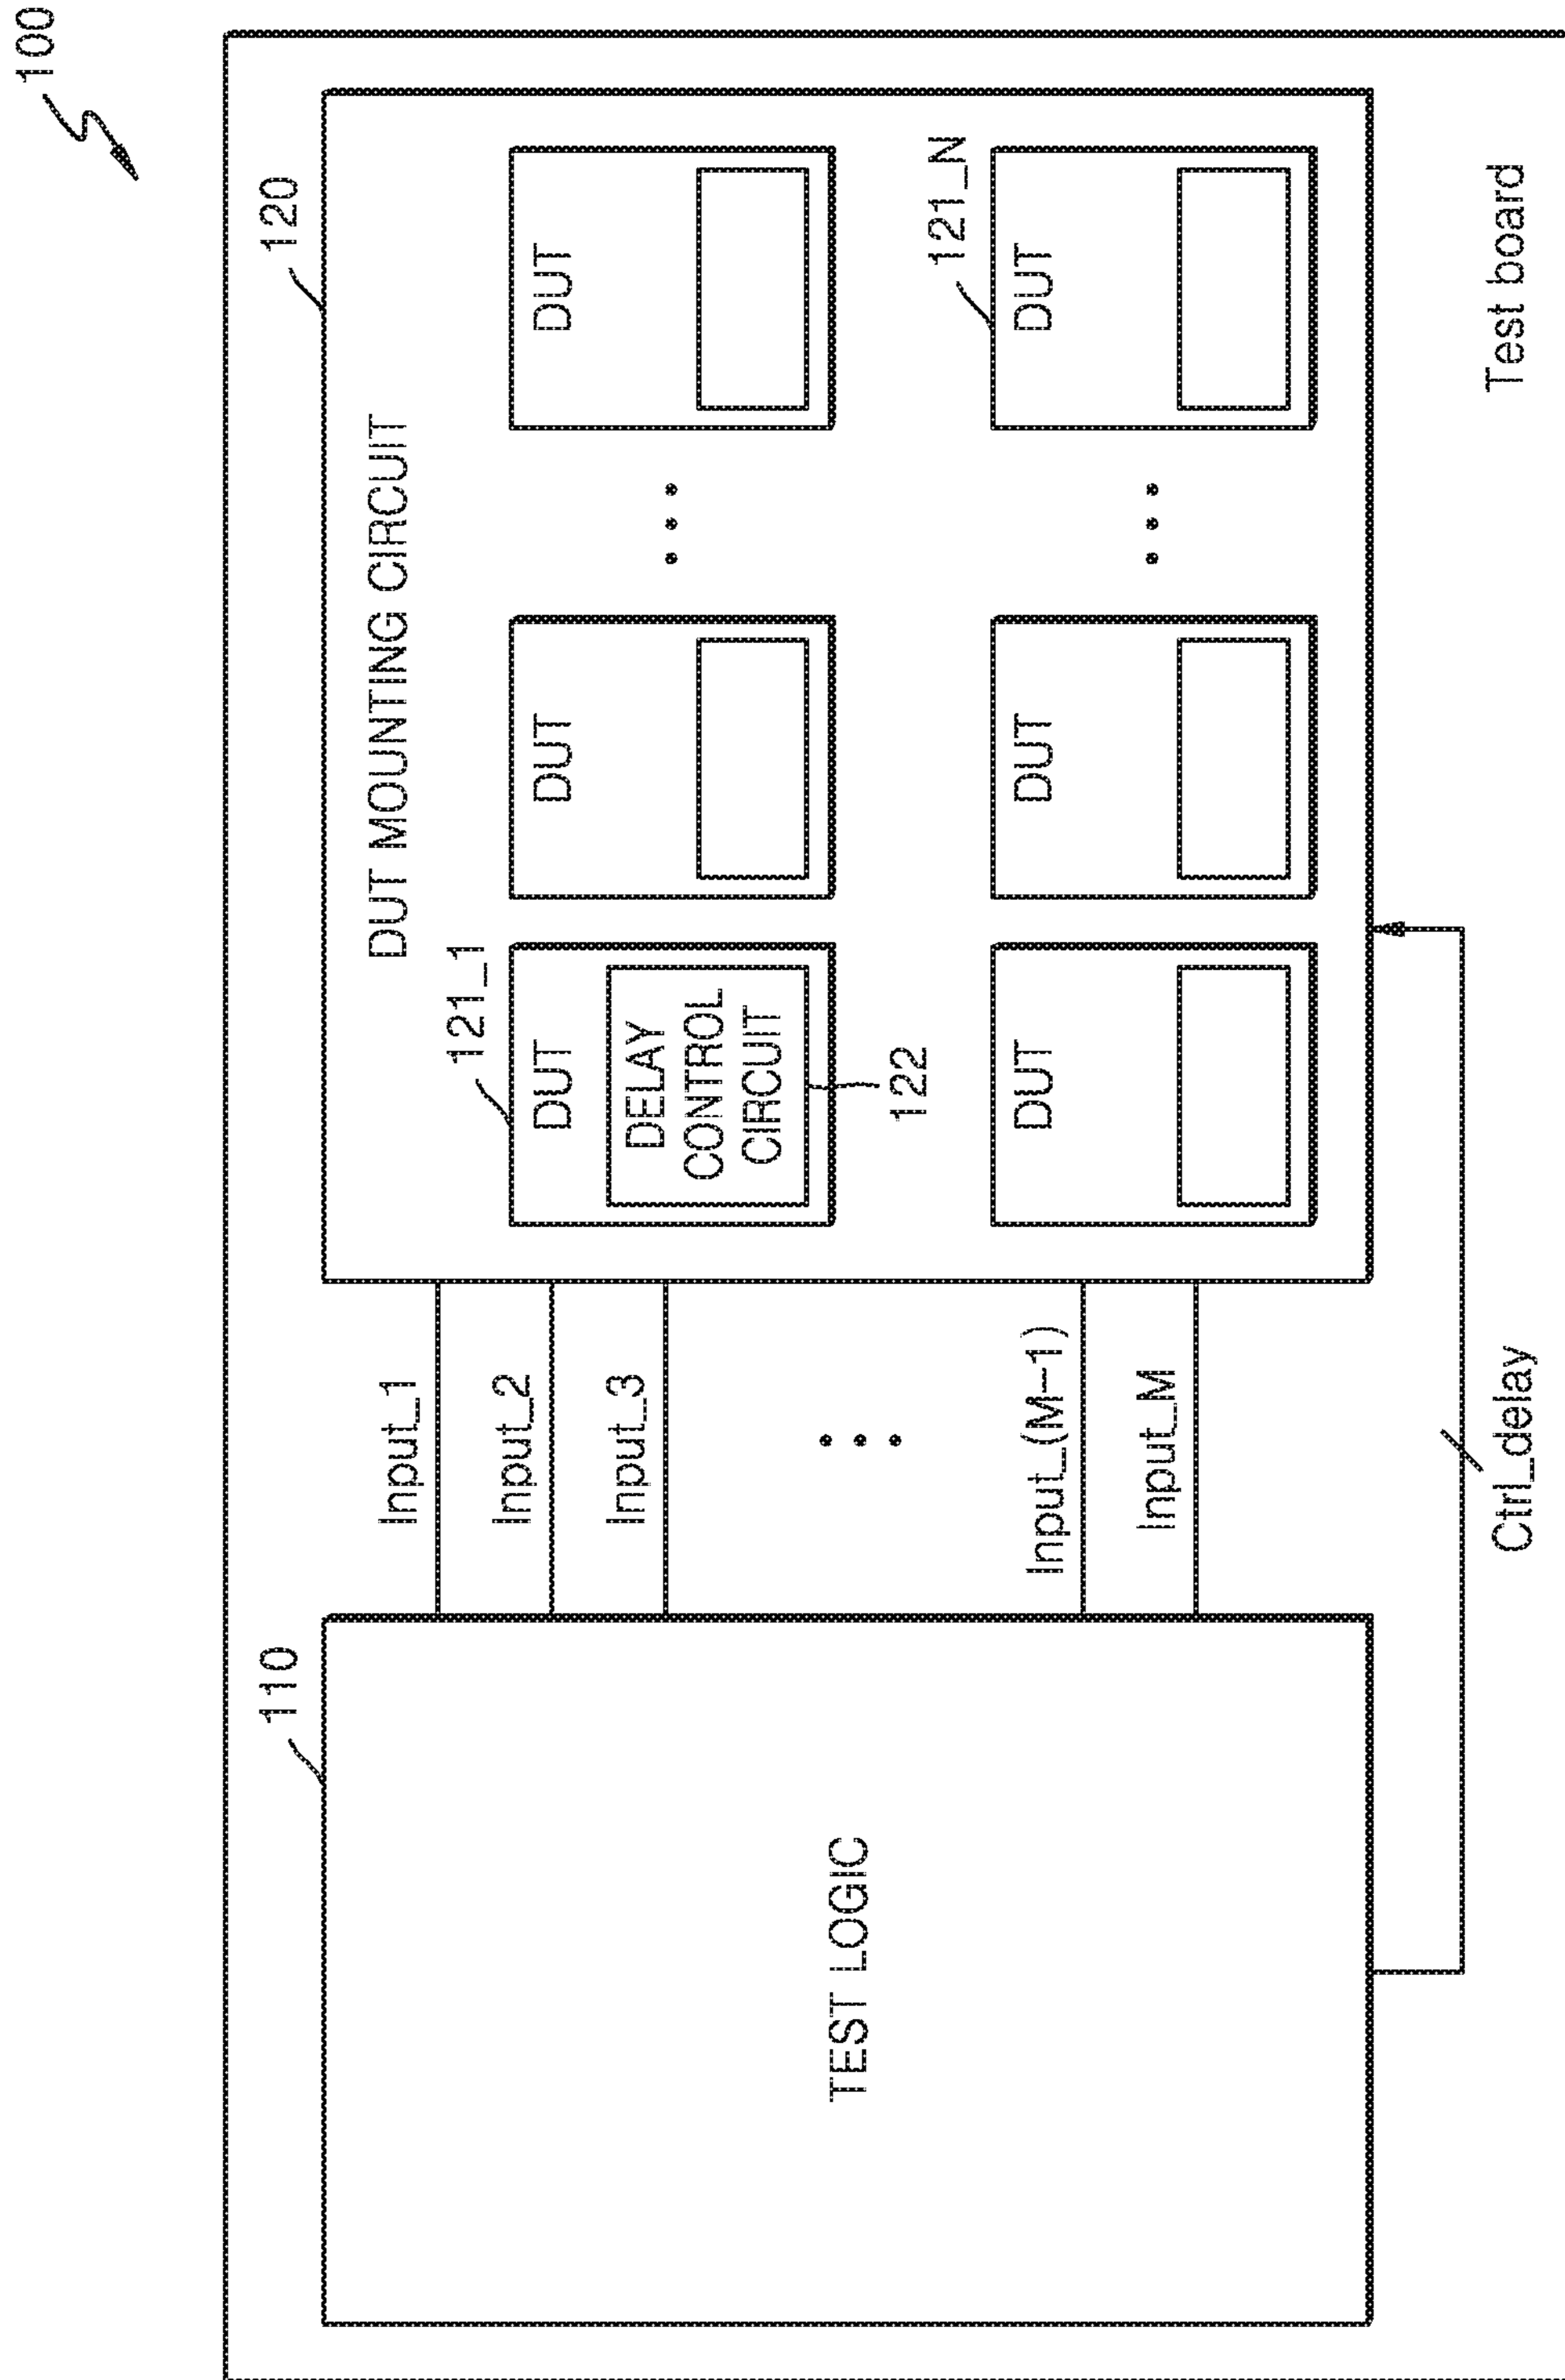 100
110
120
TEST LOGIC
Input_1
Input_2
Input_3
Input_(M-1)
Input_M
DUT MOUNTING CIRCUIT
121_1
DUT
DELAY
CONTROL
CIRCUIT
122
DUT
DUT
DUT
DUT
121_N
DUT
Ctrl_delay
Test board